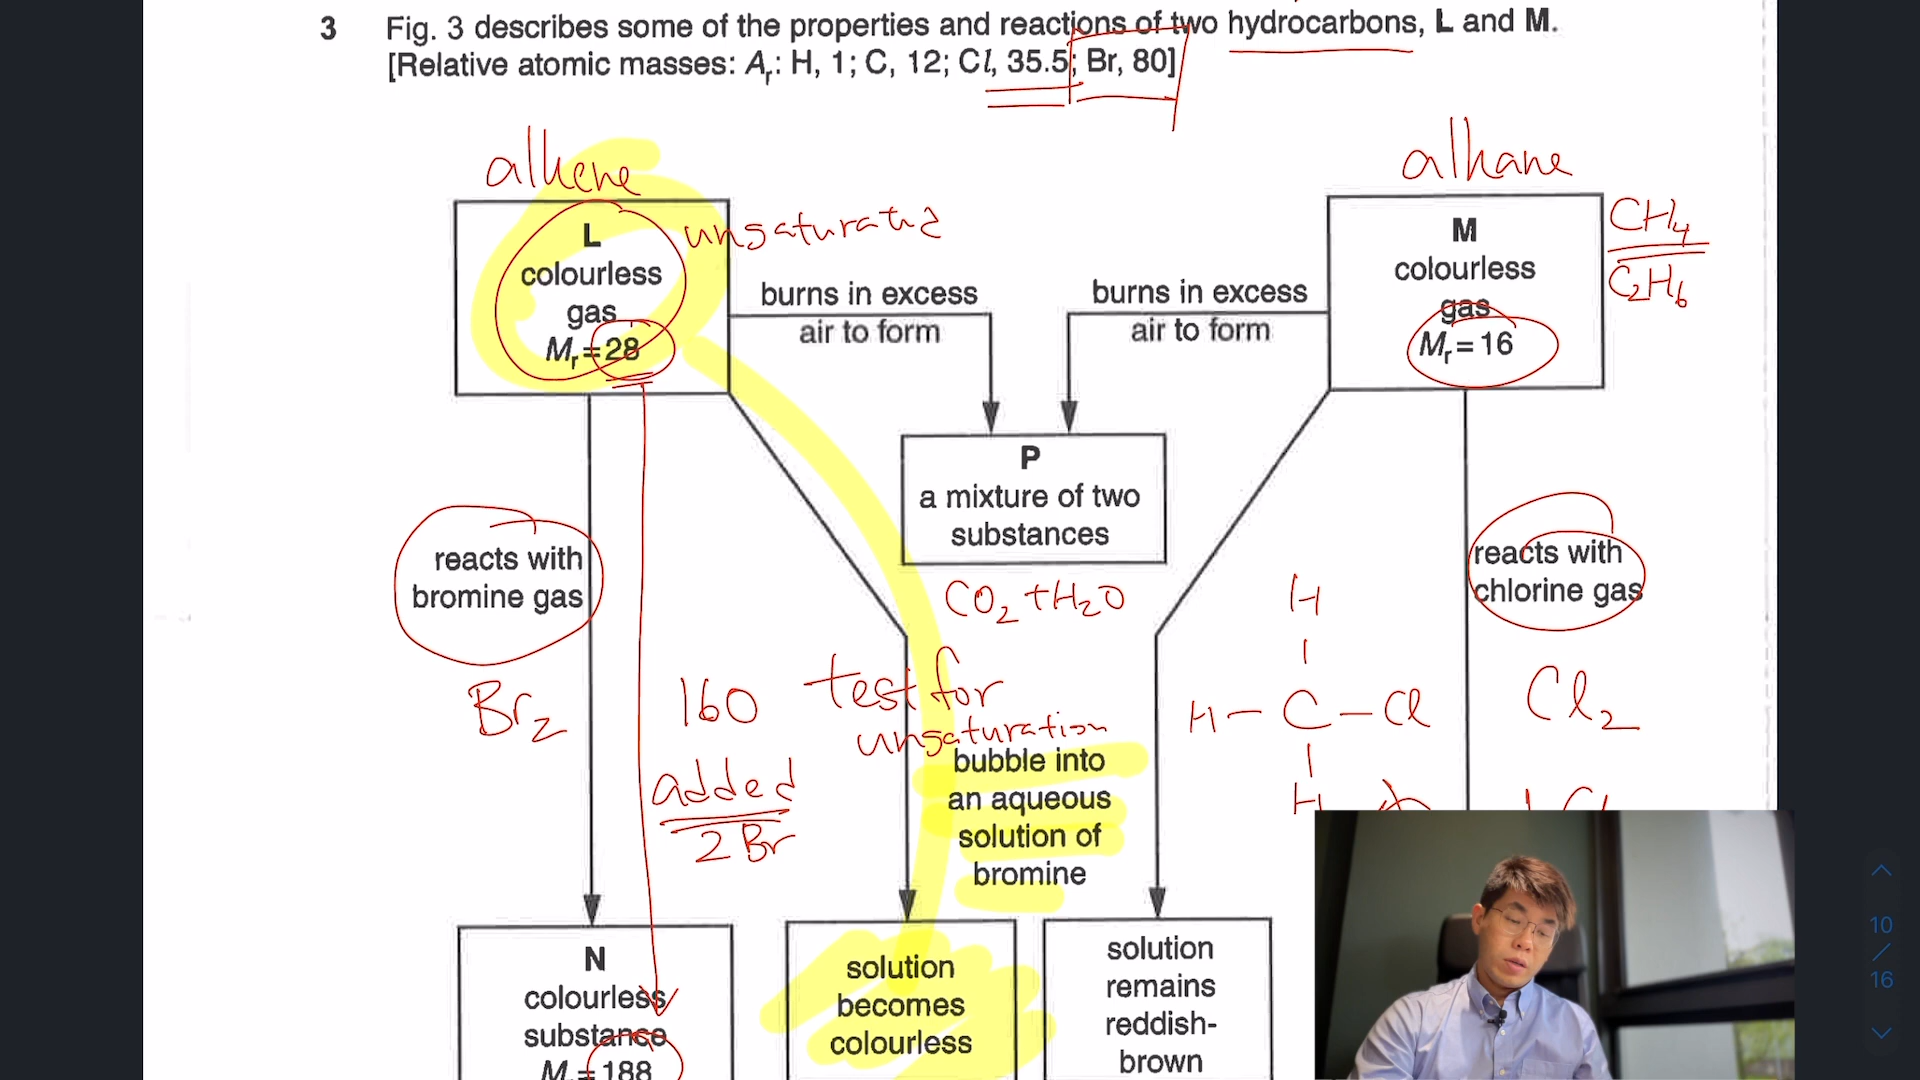 3 Fig. 3 describes some of the properties and reactions of two hydrocarbons, L and M.
[Relative atomic masses: Ar: H, 1; C, 12; Cl, 35.5; Br, 80]
alkene
alkane
L
colourless
gas
Mr = 28
unsaturated
burns in excess
air to form
burns in excess
air to form
M
colourless
gas
Mr = 16
CH4
C2H6
P
a mixture of two
substances
CO2 + H2O
reacts with
bromine gas
Br2
160
added
2 Br
test for
unsaturation
bubble into
an aqueous
solution of
bromine
reacts with
chlorine gas
Cl2
H
H – C – Cl
H
N
colourless
substance
Mr = 188
solution
becomes
colourless
solution
remains
reddish-
brown
10
/
16